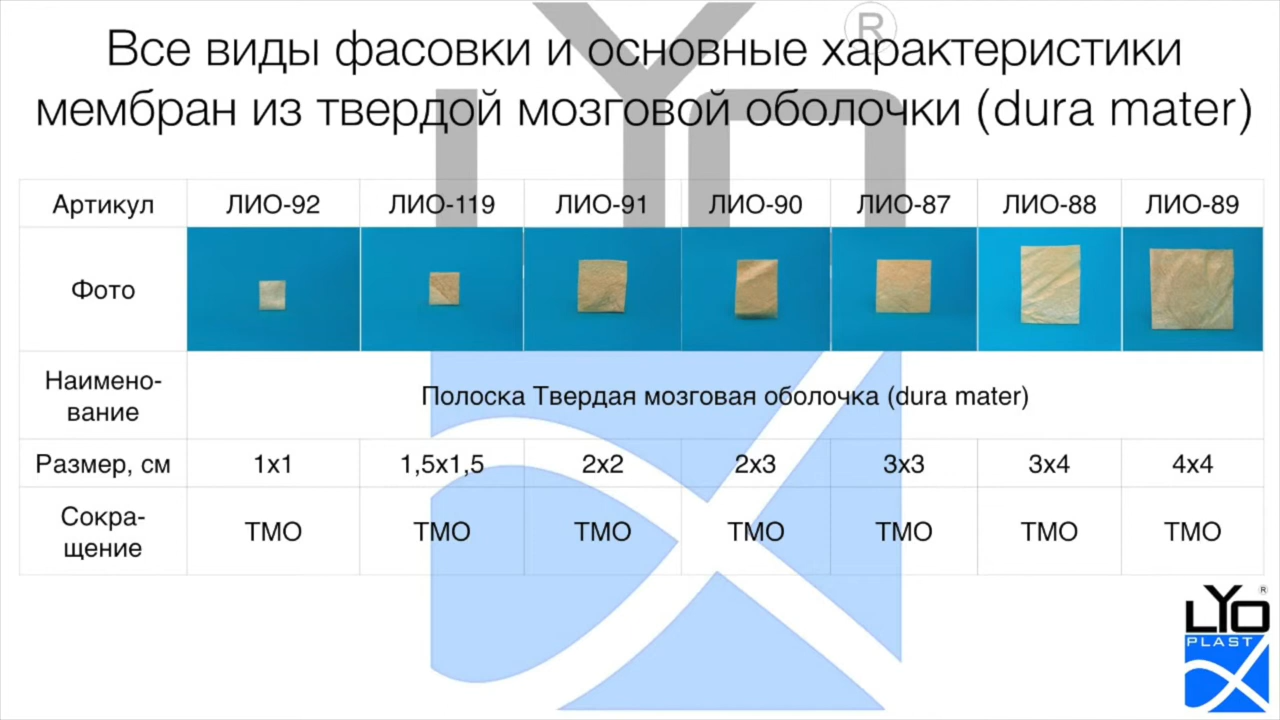 Все виды фасовки и основные характеристики
мембран из твердой мозговой оболочки (dura mater)
Артикул ЛИО-92 ЛИО-119 ЛИО-91 ЛИО-90 ЛИО-87 ЛИО-88 ЛИО-89
Фото
Наимено-
вание
Полоска Твердая мозговая оболочка (dura mater)
Размер, см 1х1 1,5х1,5 2х2 2х3 3х3 3х4 4х4
Сокра-
щение
ТМО ТМО ТМО ТМО ТМО ТМО ТМО
LYO ®
PLAST
LYO ®